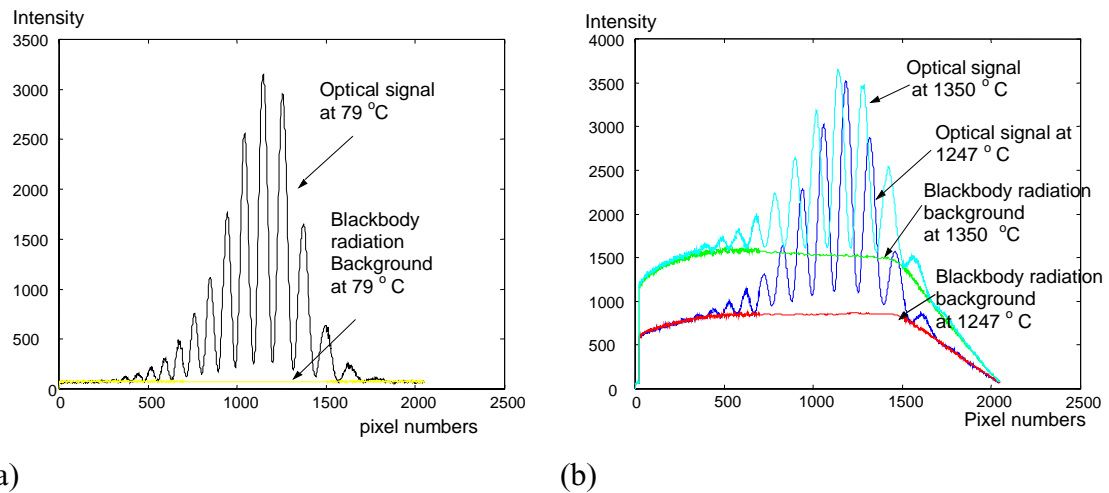 Intensity
3500
3000
2500
2000
1500
1000
500
0
0 500 1000 1500 2000 2500
pixel numbers
Optical signal
at 79 °C
Blackbody
radiation
Background
at 79 °C
a)
Intensity
4000
3500
3000
2500
2000
1500
1000
500
0
0 500 1000 1500 2000 2500
Pixel numbers
Optical signal
at 1350 ° C
Optical signal at
1247 ° C
Blackbody radiation
background
at 1350 °C
Blackbody radiation
background
at 1247 ° C
(b)